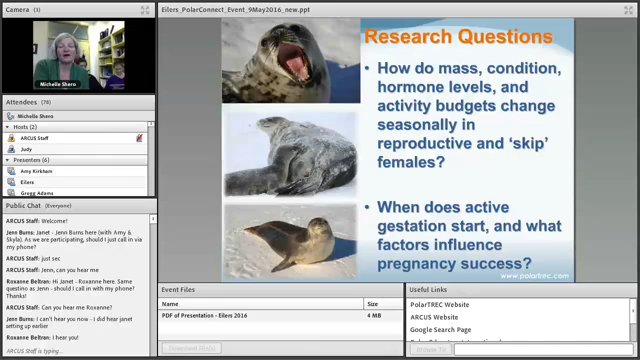 Camera
Michelle Shero
Attendees (78)
Michelle Shero
Hosts (2)
ARCUS Staff
Judy
Presenters (6)
Amy Kirkham
Eilers
Gregg Adams
Public Chat (Everyone)
ARCUS Staff: Welcome!
Jenn Burns: Janet - Jenn Burns here (with Amy &
Skyla). As we are participating, should I just call in via
my phone?
ARCUS Staff: just sec
ARCUS Staff: Jenn, can you hear me
Roxanne Beltran: Hi Janet - Roxanne here. Same
questino as Jenn - should I call in with my phone?
Thanks!
ARCUS Staff: Can you hear me Roxanne?
Jenn Burns: I can't hear you now - I did hear janet
setting up earlier
Roxanne Beltran: I hear you!
ARCUS Staff is typing...
Eilers_PolarConnect_Event_9May2016_new.ppt
Research Questions
• How do mass, condition,
hormone levels, and
activity budgets change
seasonally in
reproductive and 'skip'
females?
• When does active
gestation start, and what
factors influence
pregnancy success?
www.polartrec.com
Event Files
Name
Size
PDF of Presentation - Eilers 2016
4 MB
Useful Links
PolarTREC Website
ARCUS Website
Google Search Page
Browse To